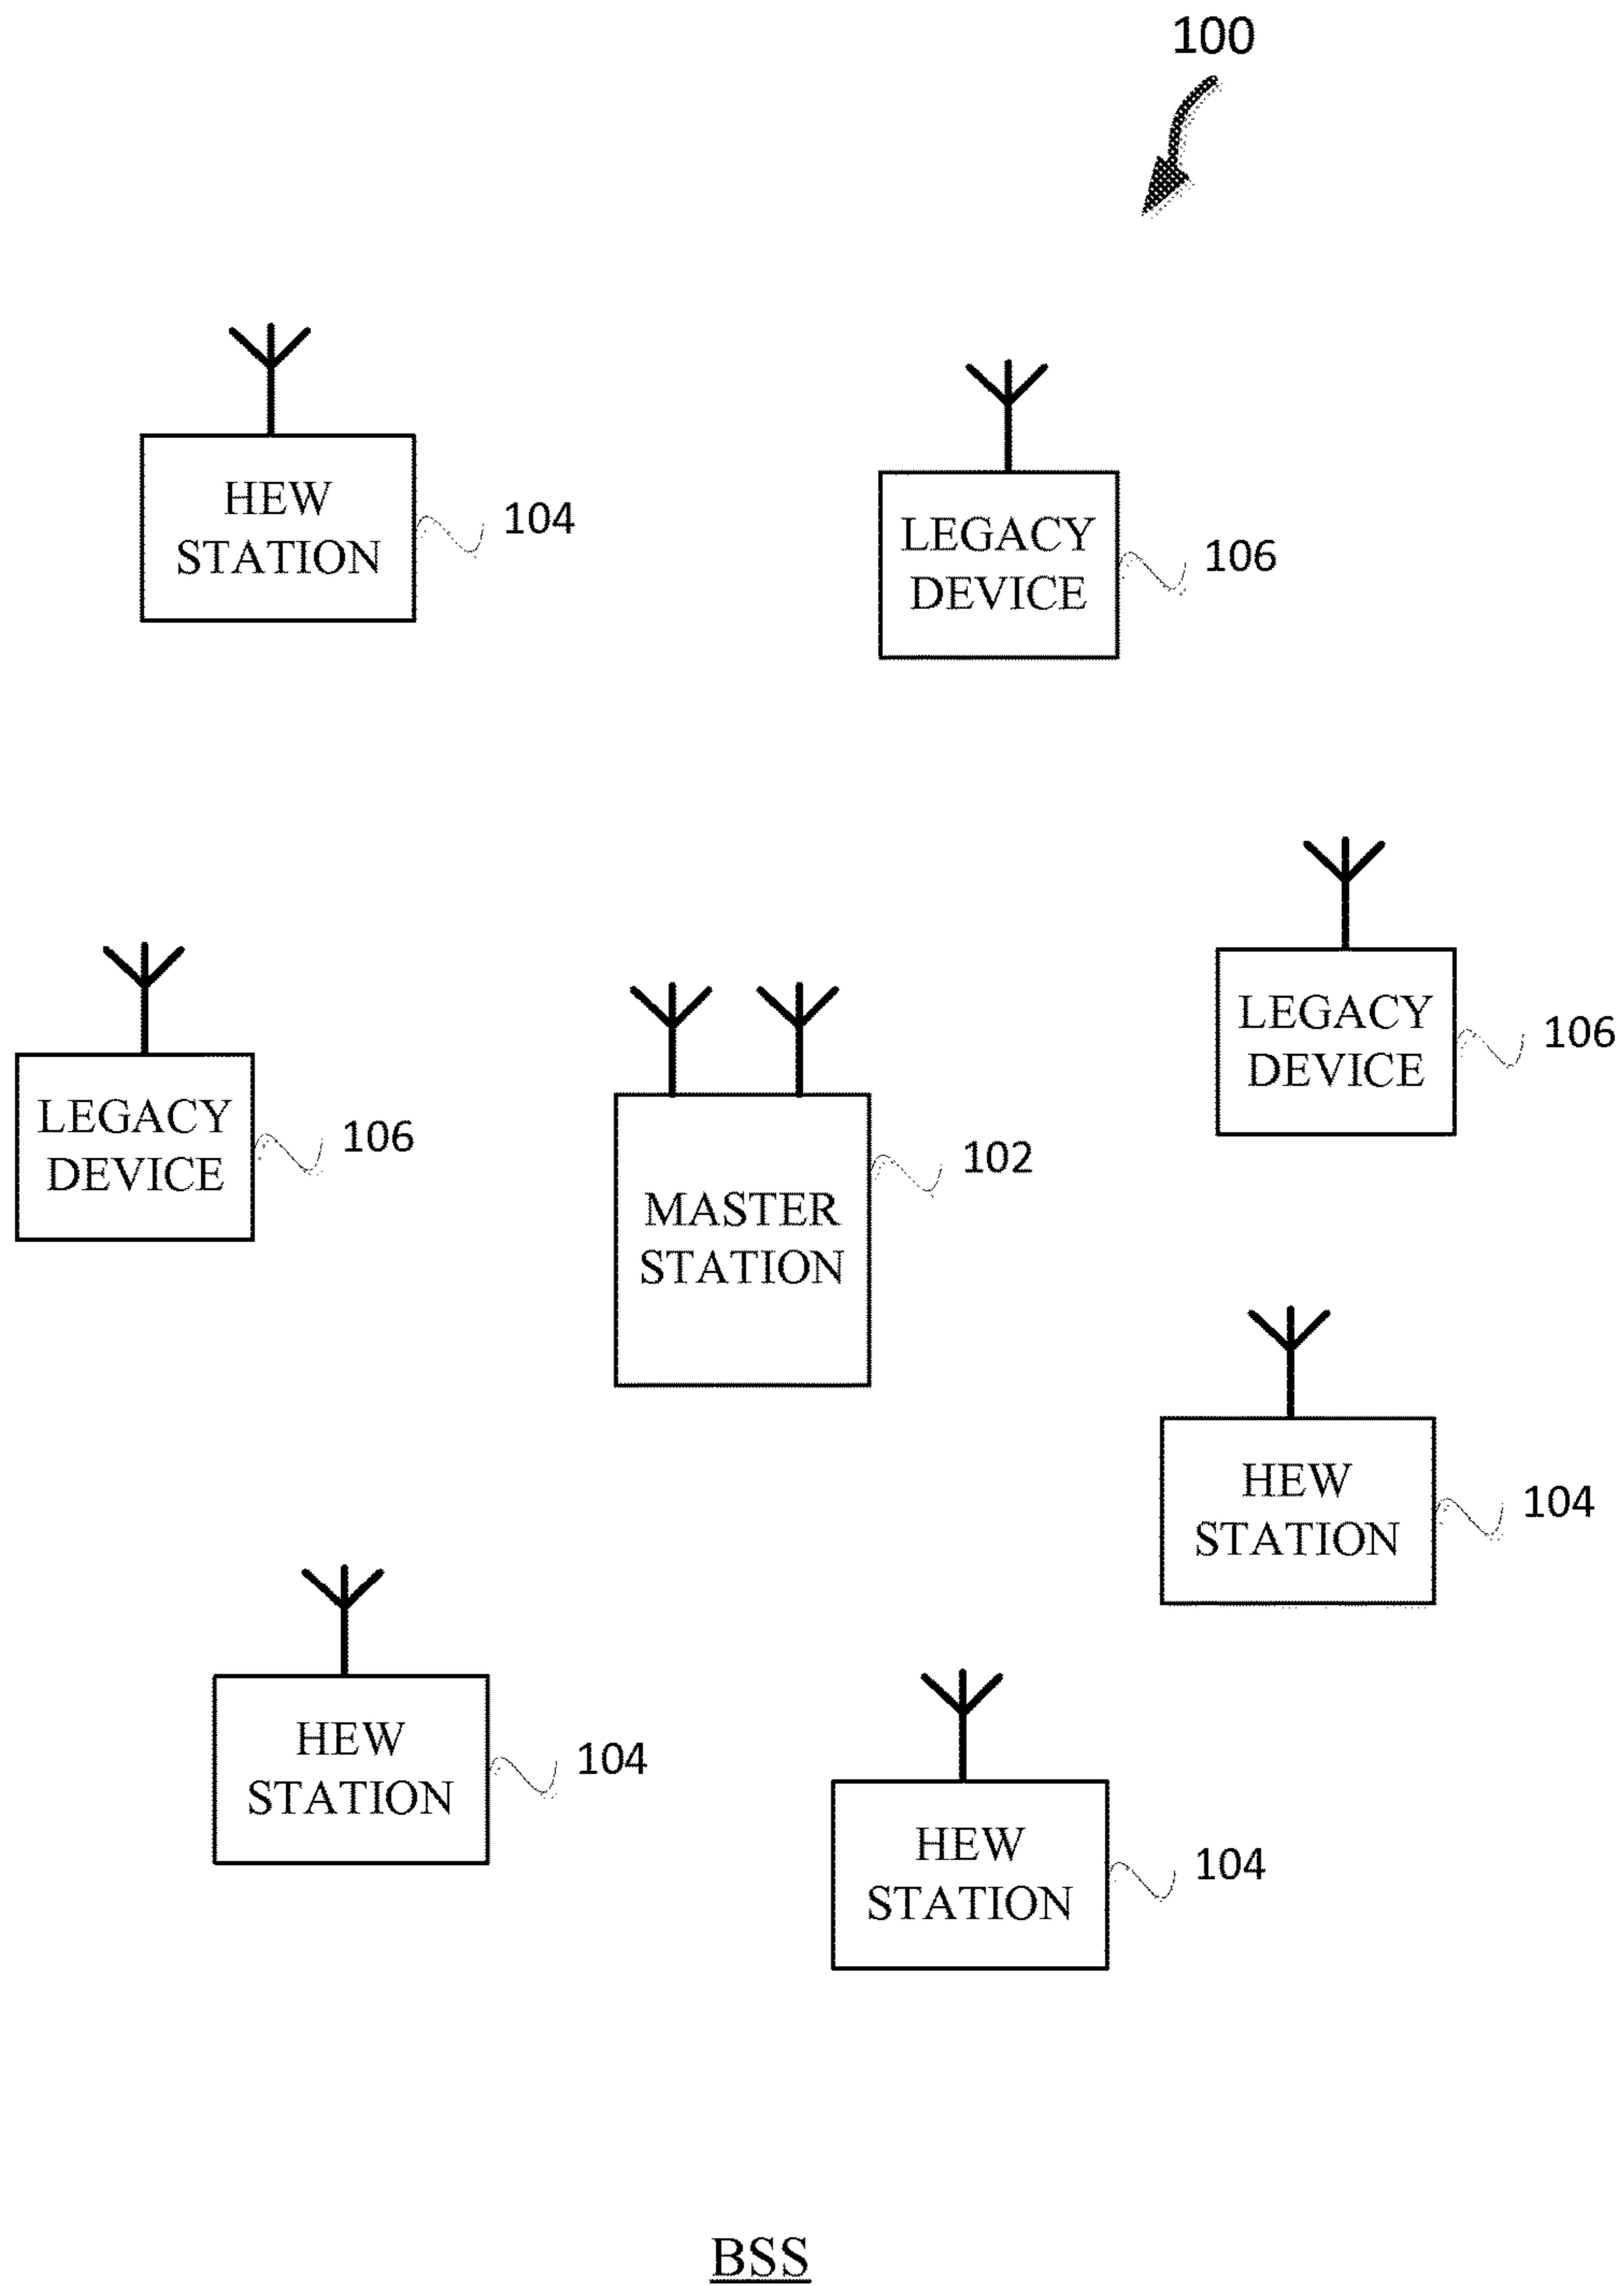 100
HEW
STATION
104
LEGACY
DEVICE
106
LEGACY
DEVICE
106
LEGACY
DEVICE
106
MASTER
STATION
102
HEW
STATION
104
HEW
STATION
104
HEW
STATION
104
BSS